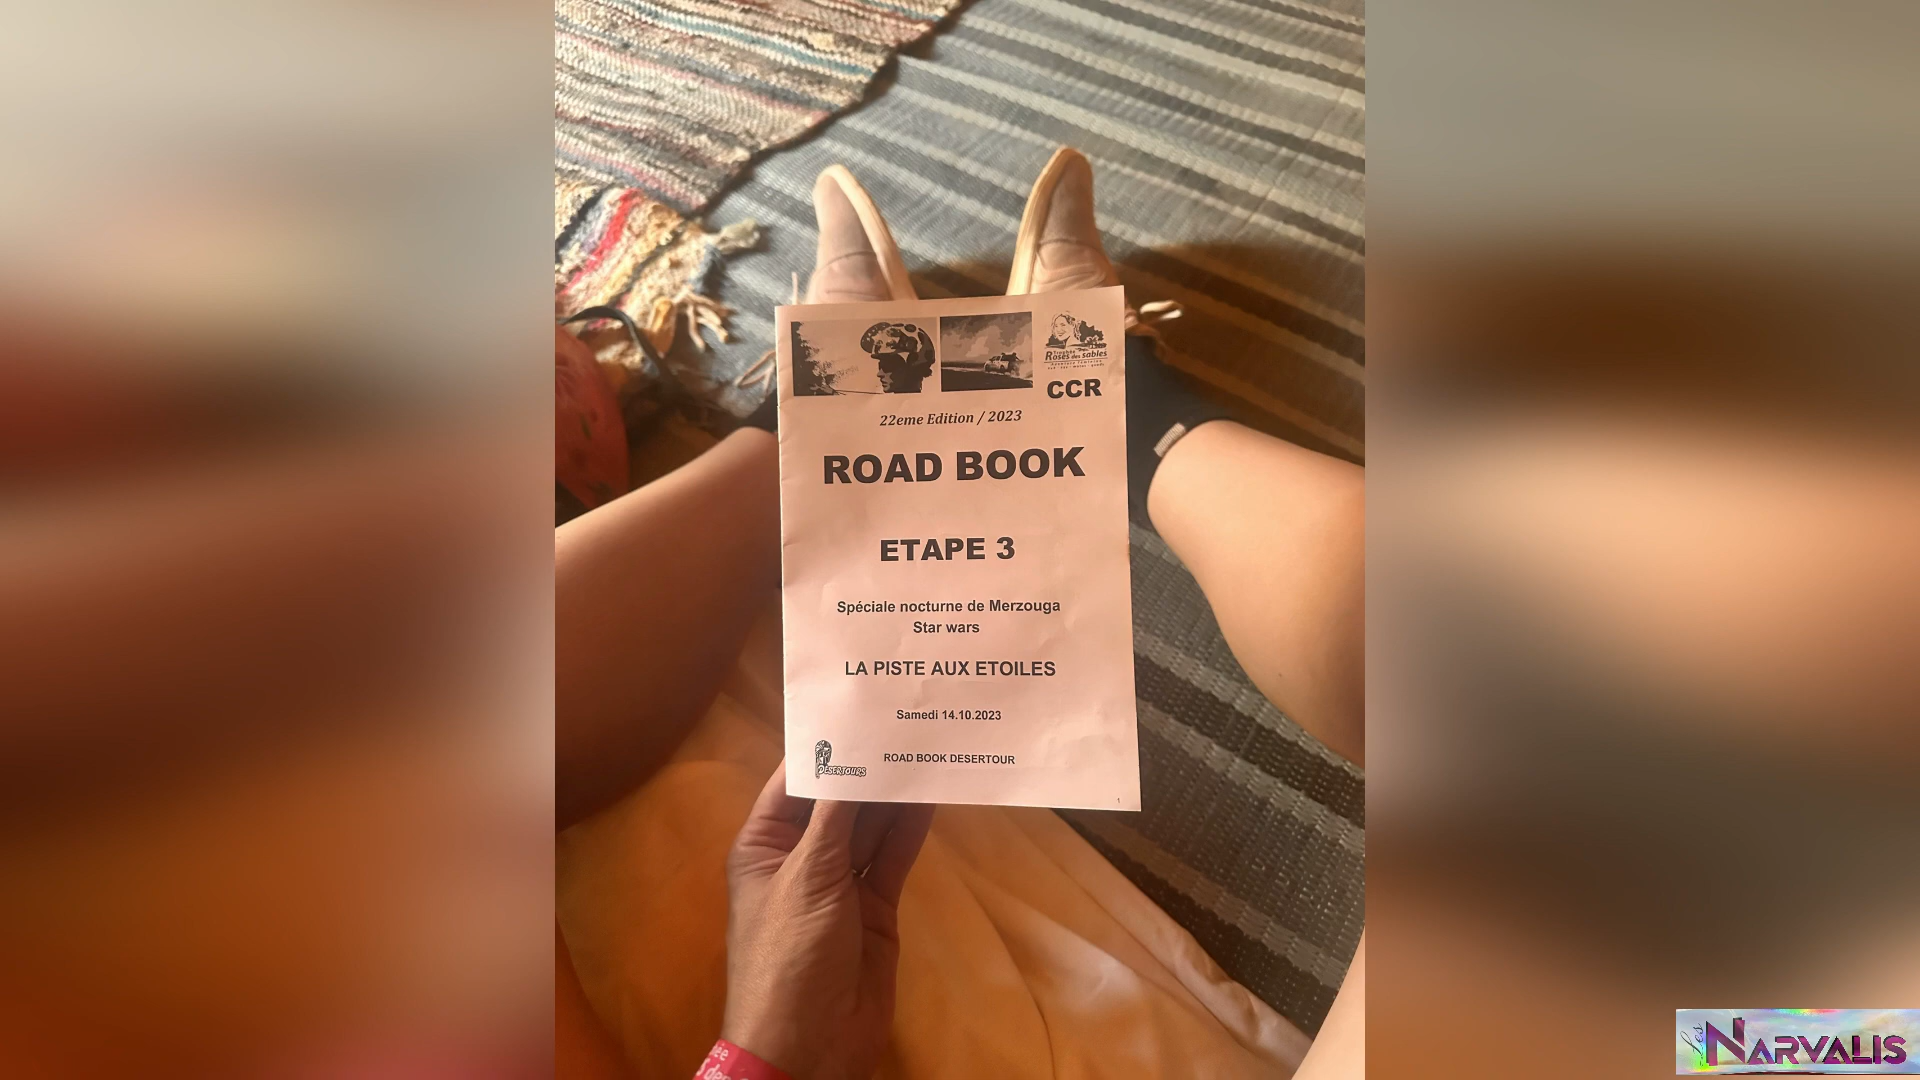 Trophée
Roses des sables
CCR
22eme Edition / 2023
ROAD BOOK
ETAPE 3
Spéciale nocturne de Merzouga
Star wars
LA PISTE AUX ETOILES
Samedi 14.10.2023
DESERTOURS
ROAD BOOK DESERTOUR
1
Les
NARVALIS